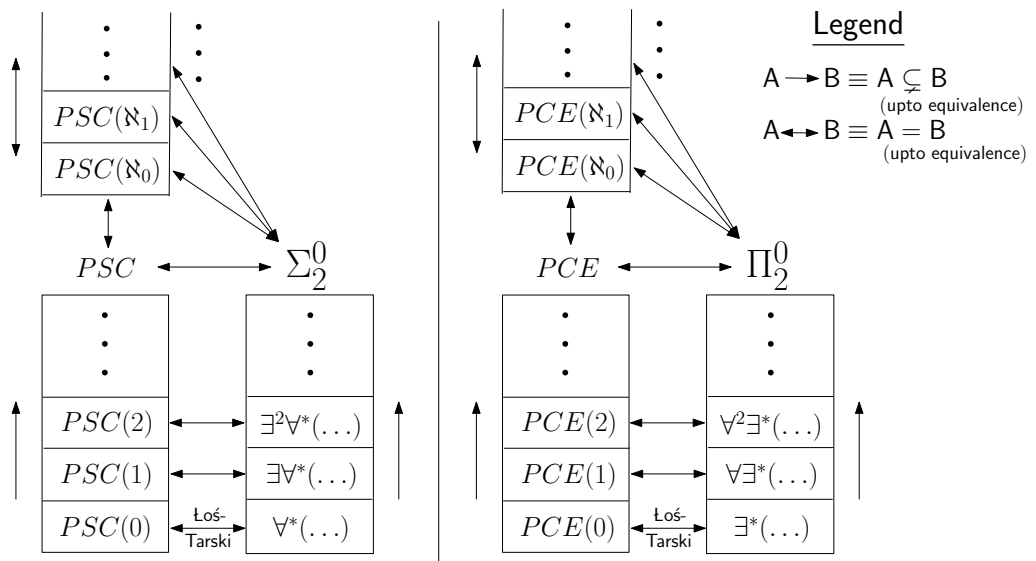 Legend
A → B ≡ A ⊊ B
(upto equivalence)
A ↔ B ≡ A = B
(upto equivalence)
PSC(ℵ₁)
PSC(ℵ₀)
PSC
Σ⁰₂
PSC(2)
∃²∀*(...)
PSC(1)
∃∀*(...)
PSC(0)
Łoś-
Tarski
∀*(...)
PCE(ℵ₁)
PCE(ℵ₀)
PCE
Π⁰₂
PCE(2)
∀²∃*(...)
PCE(1)
∀∃*(...)
PCE(0)
Łoś-
Tarski
∃*(...)